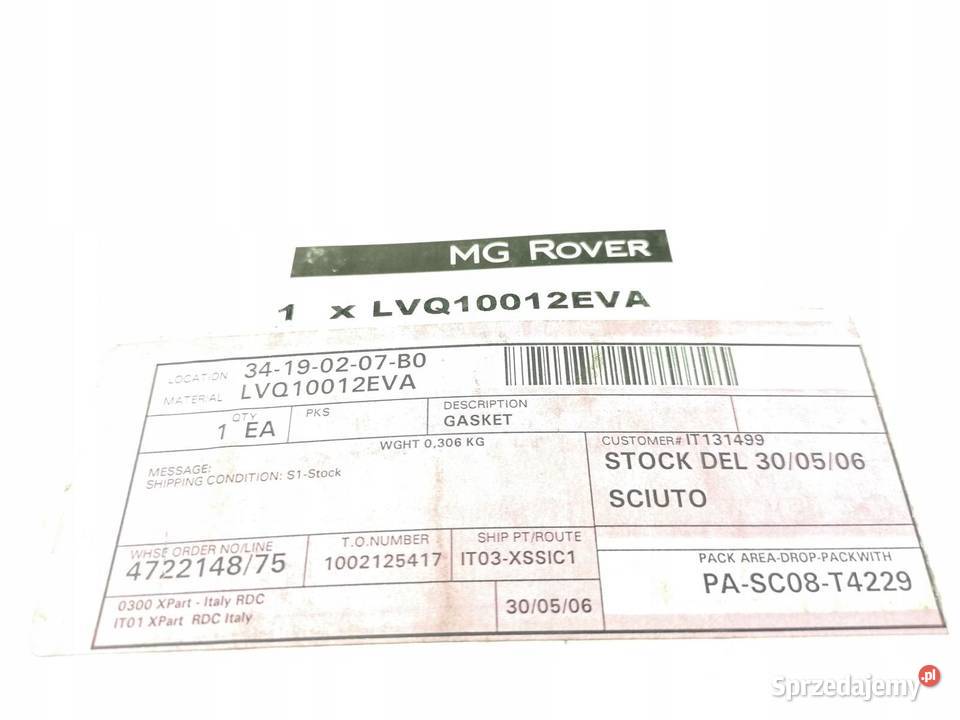 MG ROVER
1 x LVQ10012EVA
LOCATION 34-19-02-07-B0
MATERIAL LVQ10012EVA
QTY 1 EA
PKS
DESCRIPTION
GASKET
WGHT 0,306 KG
CUSTOMER# IT131499
STOCK DEL 30/05/06
SCIUTO
MESSAGE:
SHIPPING CONDITION: S1-Stock
WHSE ORDER NO/LINE
4722148/75
T.O.NUMBER
1002125417
SHIP PT/ROUTE
IT03-XSSIC1
PACK AREA-DROP-PACKWITH
PA-SC08-T4229
0300 XPart - Italy RDC
IT01 XPart RDC Italy
30/05/06
Sprzedajemy.pl